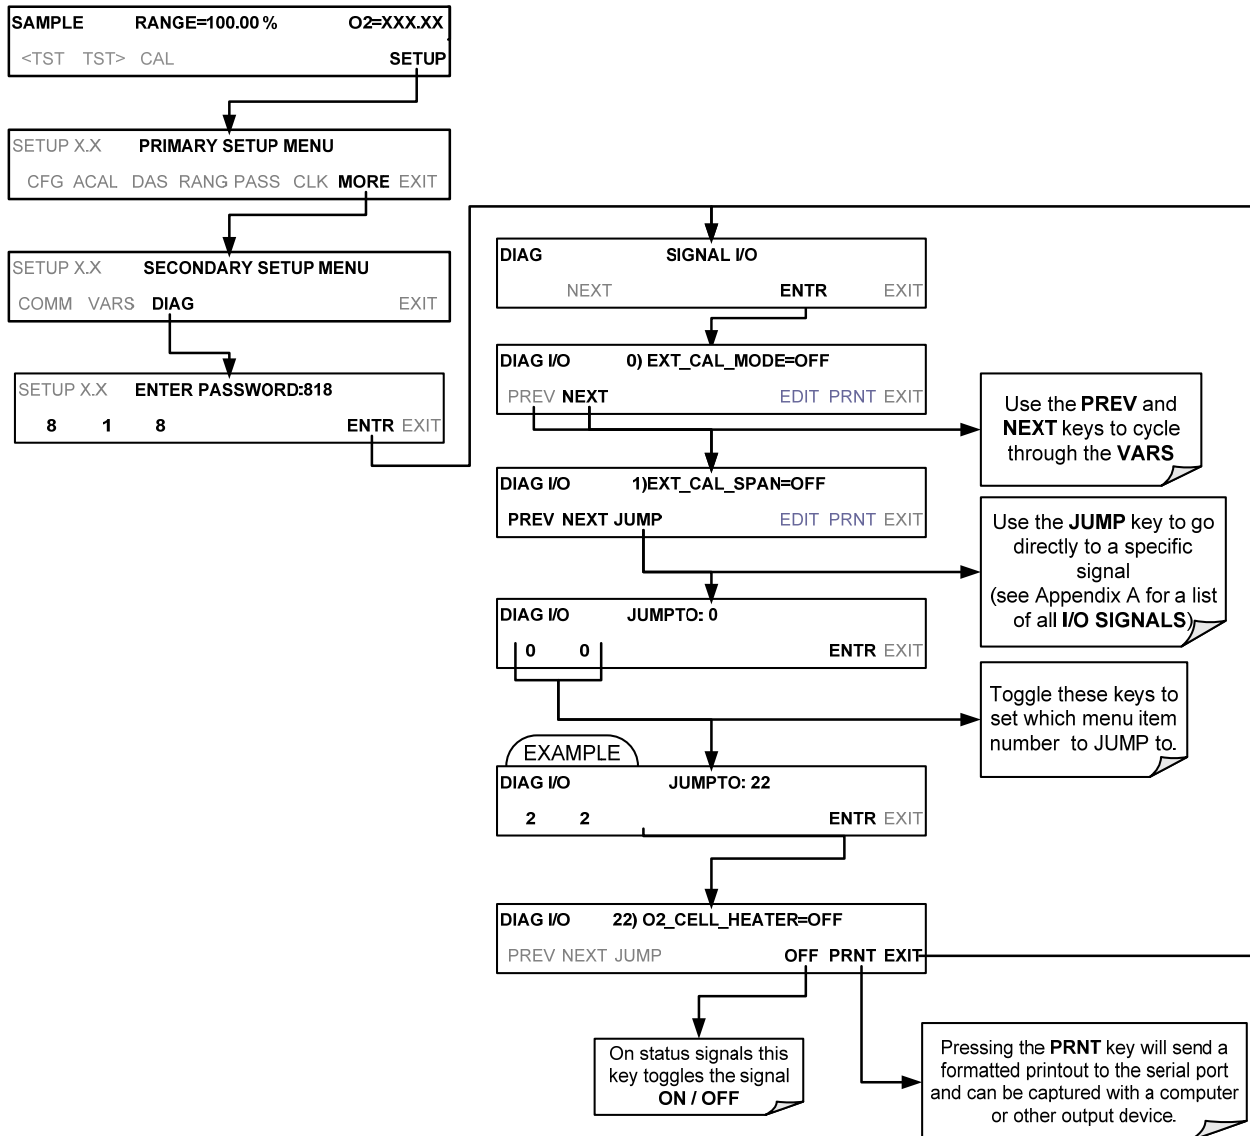 SAMPLE RANGE=100.00 % O2=XXX.XX
<TST TST> CAL SETUP
SETUP X.X PRIMARY SETUP MENU
CFG ACAL DAS RANG PASS CLK MORE EXIT
SETUP X.X SECONDARY SETUP MENU
COMM VARS DIAG EXIT
SETUP X.X ENTER PASSWORD:818
8 1 8 ENTR EXIT
DIAG SIGNAL I/O
NEXT ENTR EXIT
DIAG I/O 0) EXT_CAL_MODE=OFF
PREV NEXT EDIT PRNT EXIT
Use the PREV and
NEXT keys to cycle
through the VARS
DIAG I/O 1)EXT_CAL_SPAN=OFF
PREV NEXT JUMP EDIT PRNT EXIT
Use the JUMP key to go
directly to a specific
signal
(see Appendix A for a list
of all I/O SIGNALS)
DIAG I/O JUMPTO: 0
0 0 ENTR EXIT
Toggle these keys to
set which menu item
number to JUMP to.
EXAMPLE
DIAG I/O JUMPTO: 22
2 2 ENTR EXIT
DIAG I/O 22) O2_CELL_HEATER=OFF
PREV NEXT JUMP OFF PRNT EXIT
On status signals this
key toggles the signal
ON / OFF
Pressing the PRNT key will send a
formatted printout to the serial port
and can be captured with a computer
or other output device.